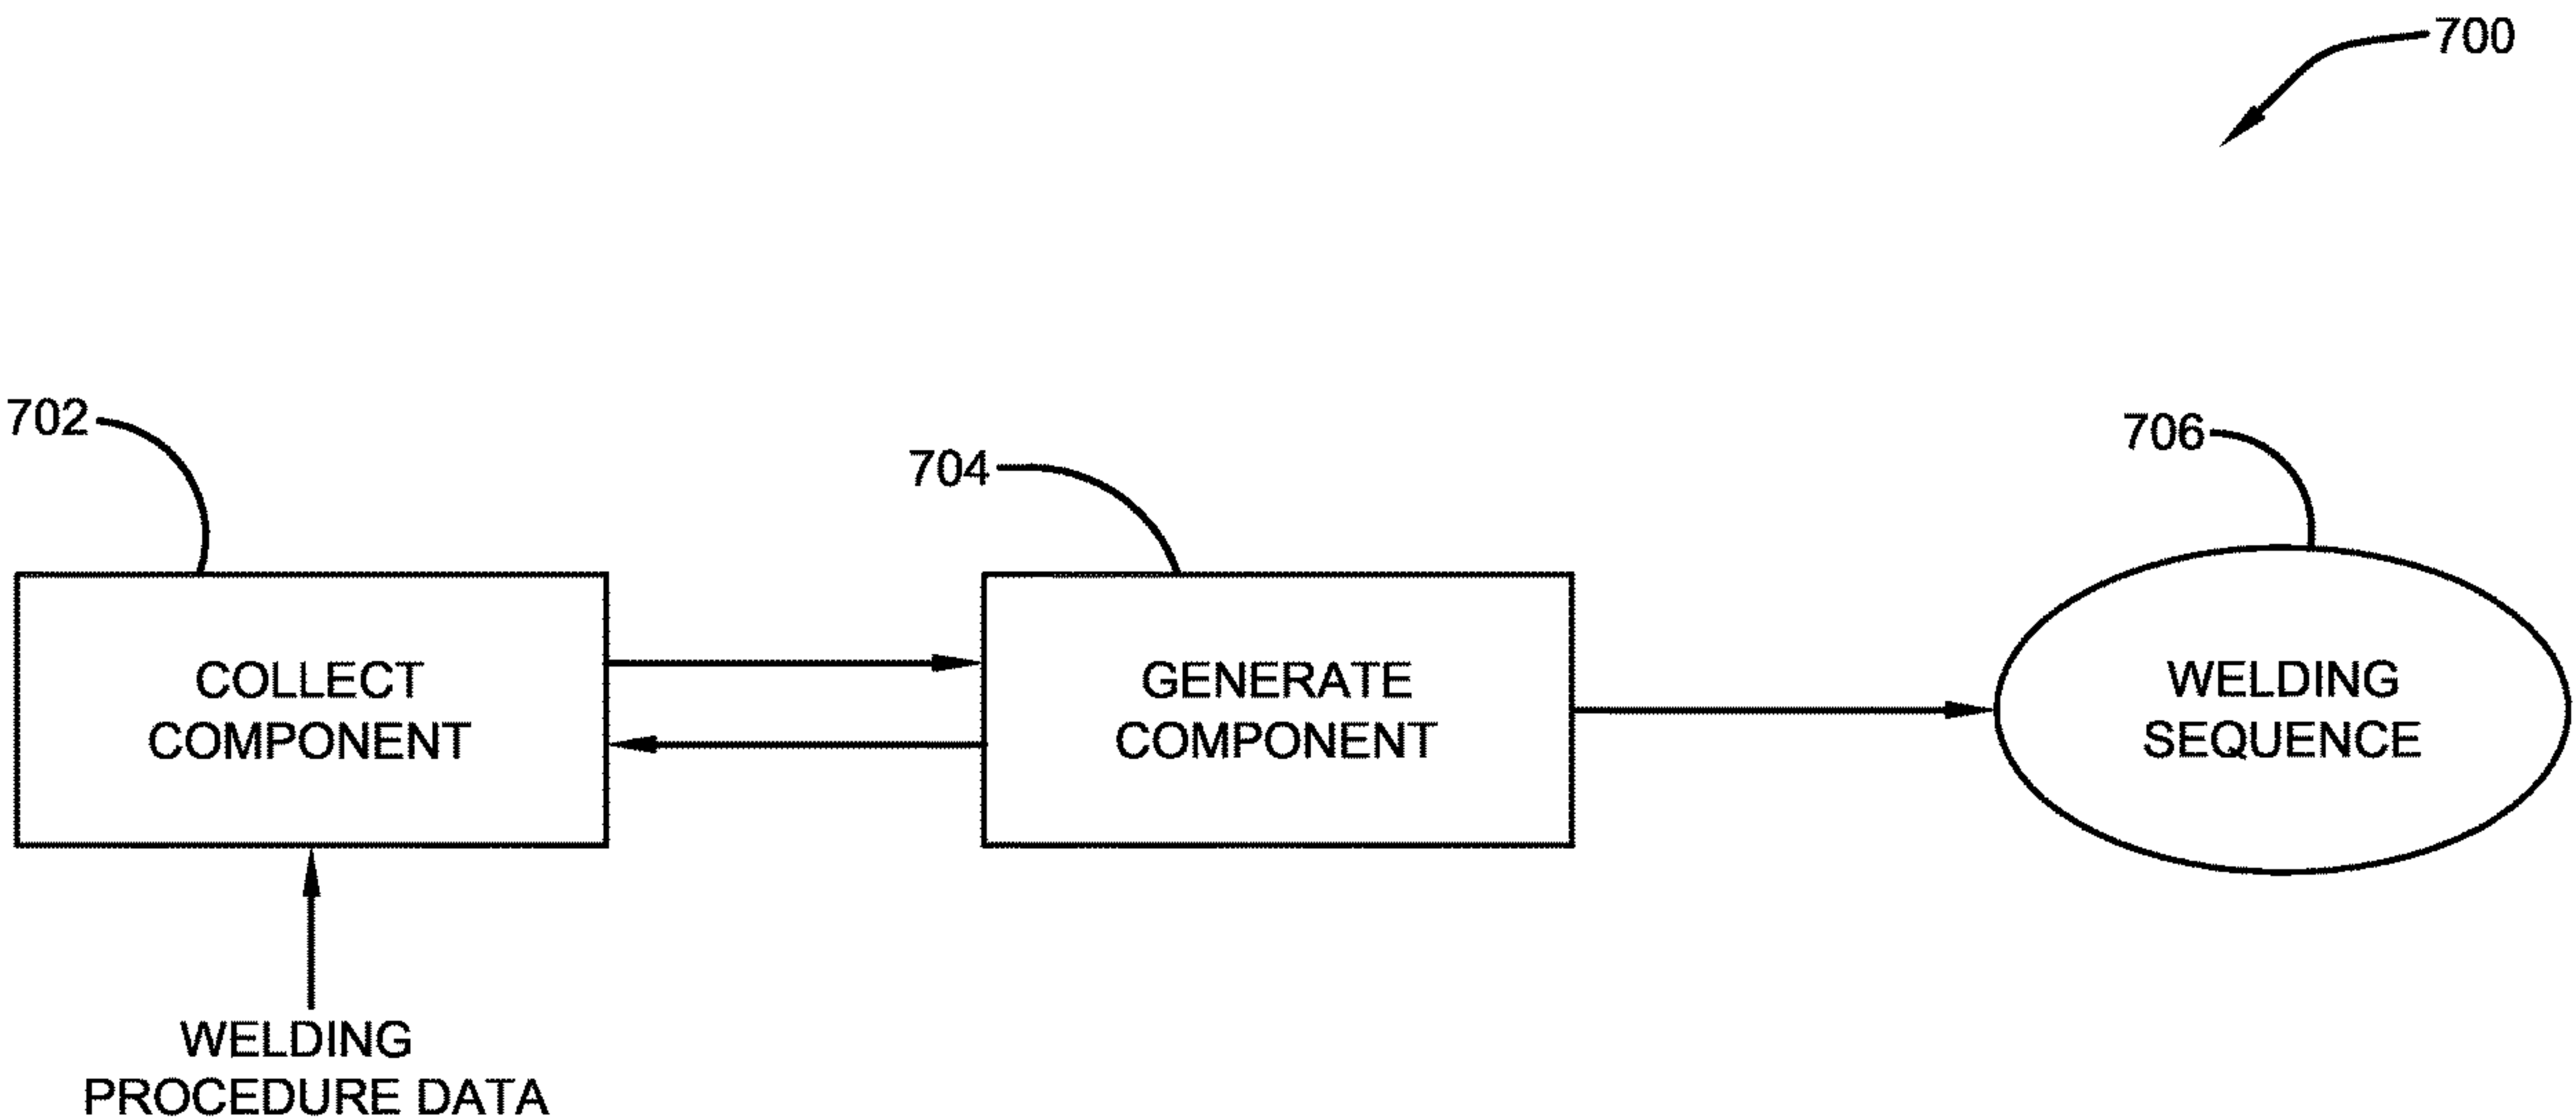 700
702
704
706
COLLECT
COMPONENT
GENERATE
COMPONENT
WELDING
SEQUENCE
WELDING
PROCEDURE DATA